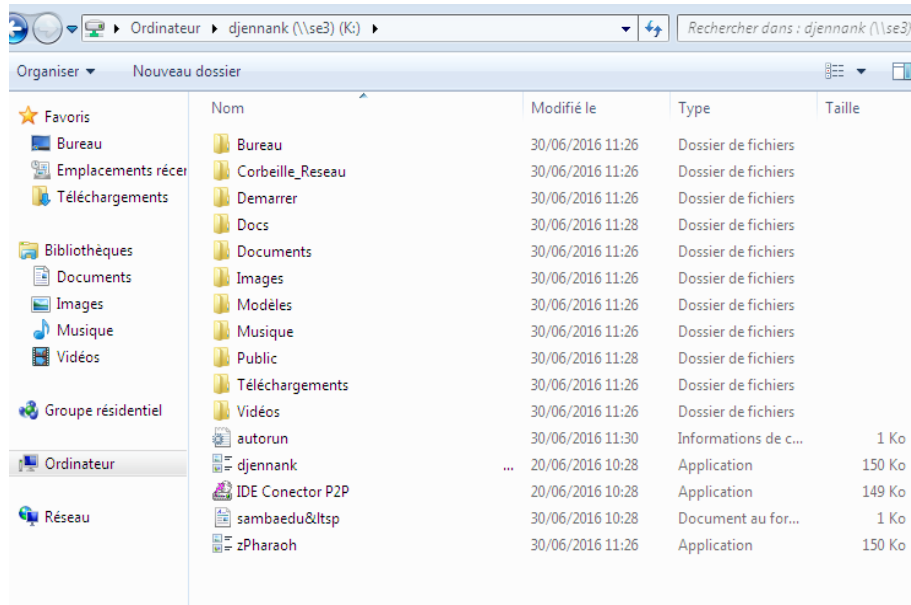 Ordinateur djennank (\\se3) (K:) Rechercher dans : djennank (\\se3)
Organiser Nouveau dossier
Favoris
Bureau
Emplacements récer
Téléchargements
Bibliothèques
Documents
Images
Musique
Vidéos
Groupe résidentiel
Ordinateur
Réseau
Nom Modifié le Type Taille
Bureau 30/06/2016 11:26 Dossier de fichiers
Corbeille_Reseau 30/06/2016 11:26 Dossier de fichiers
Demarrer 30/06/2016 11:26 Dossier de fichiers
Docs 30/06/2016 11:28 Dossier de fichiers
Documents 30/06/2016 11:26 Dossier de fichiers
Images 30/06/2016 11:26 Dossier de fichiers
Modèles 30/06/2016 11:26 Dossier de fichiers
Musique 30/06/2016 11:26 Dossier de fichiers
Public 30/06/2016 11:28 Dossier de fichiers
Téléchargements 30/06/2016 11:26 Dossier de fichiers
Vidéos 30/06/2016 11:26 Dossier de fichiers
autorun 30/06/2016 11:30 Informations de c... 1 Ko
djennank ... 20/06/2016 10:28 Application 150 Ko
IDE Conector P2P 20/06/2016 10:28 Application 149 Ko
sambaedu&ltsp 30/06/2016 10:28 Document au for... 1 Ko
zPharaoh 30/06/2016 11:26 Application 150 Ko